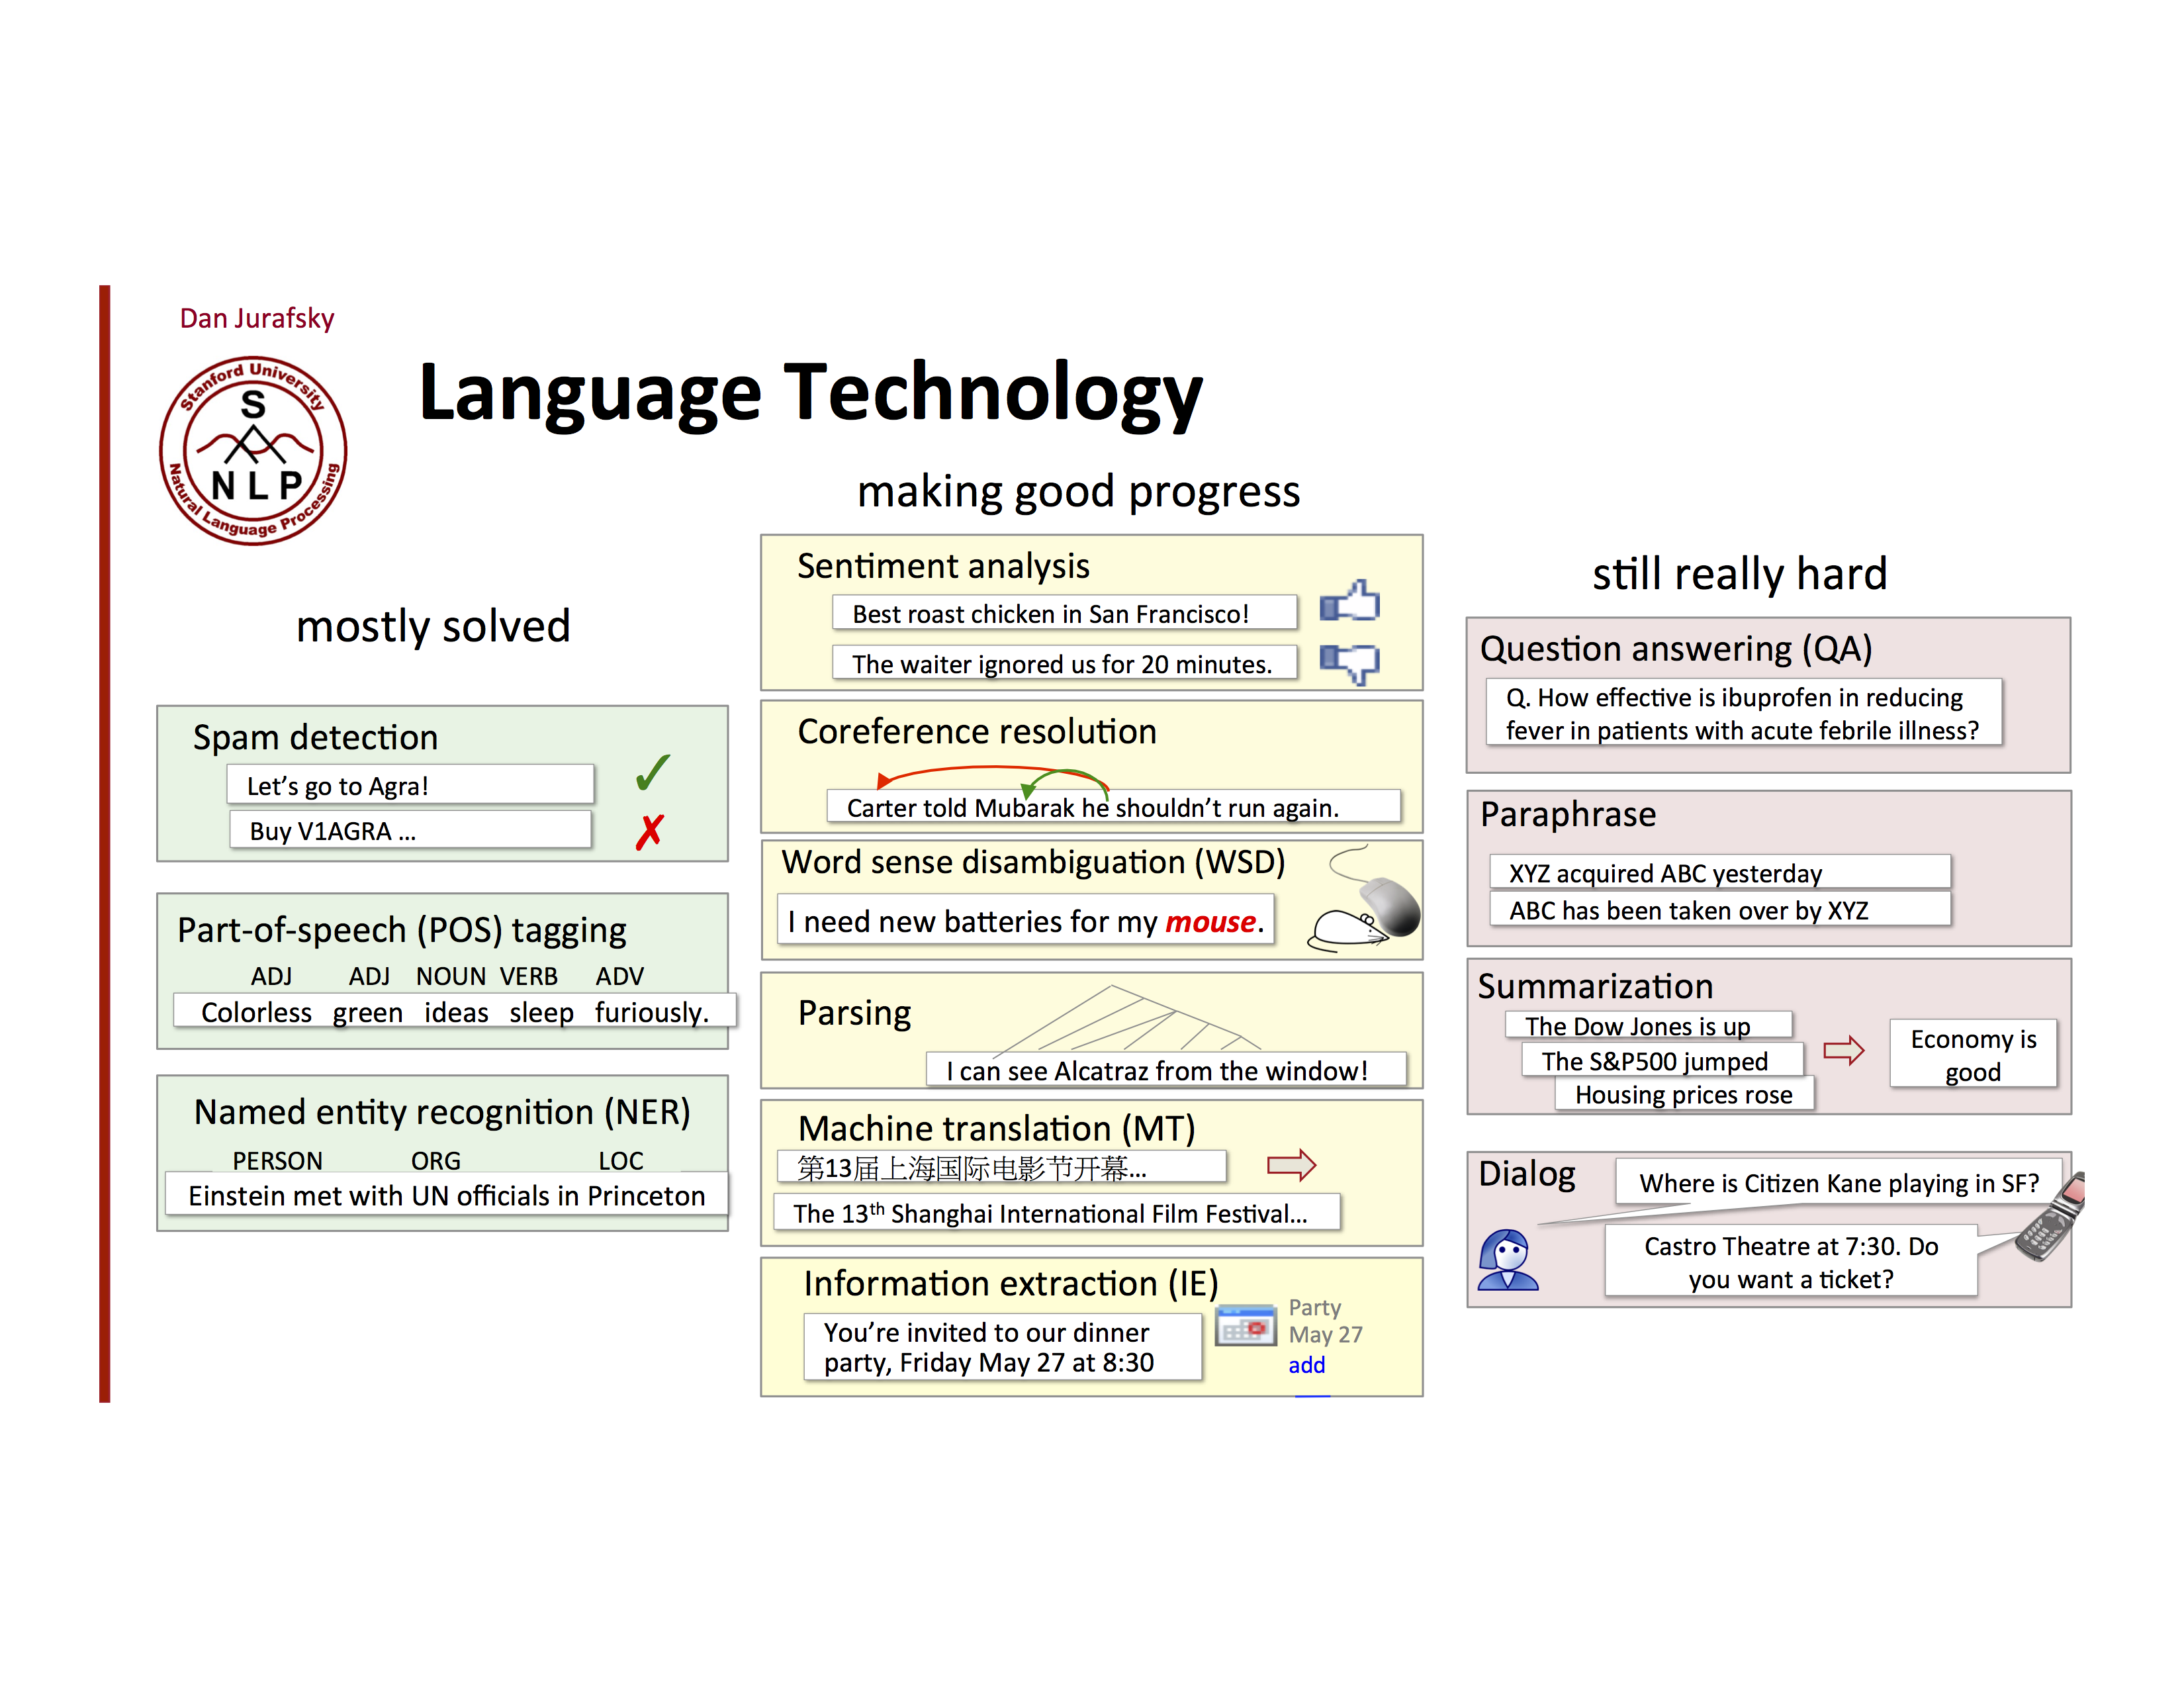 Dan Jurafsky
Stanford University
S
NLP
Natural Language Processing
Language Technology
mostly solved
Spam detection
Let's go to Agra!
✓
Buy V1AGRA ...
✗
Part-of-speech (POS) tagging
ADJ ADJ NOUN VERB ADV
Colorless green ideas sleep furiously.
Named entity recognition (NER)
PERSON ORG LOC
Einstein met with UN officials in Princeton
making good progress
Sentiment analysis
Best roast chicken in San Francisco!
The waiter ignored us for 20 minutes.
Coreference resolution
Carter told Mubarak he shouldn't run again.
Word sense disambiguation (WSD)
I need new batteries for my mouse.
Parsing
I can see Alcatraz from the window!
Machine translation (MT)
第13届上海国际电影节开幕...
The 13th Shanghai International Film Festival...
Information extraction (IE)
You're invited to our dinner
party, Friday May 27 at 8:30
Party
May 27
add
still really hard
Question answering (QA)
Q. How effective is ibuprofen in reducing
fever in patients with acute febrile illness?
Paraphrase
XYZ acquired ABC yesterday
ABC has been taken over by XYZ
Summarization
The Dow Jones is up
The S&P500 jumped
Housing prices rose
Economy is
good
Dialog
Where is Citizen Kane playing in SF?
Castro Theatre at 7:30. Do
you want a ticket?